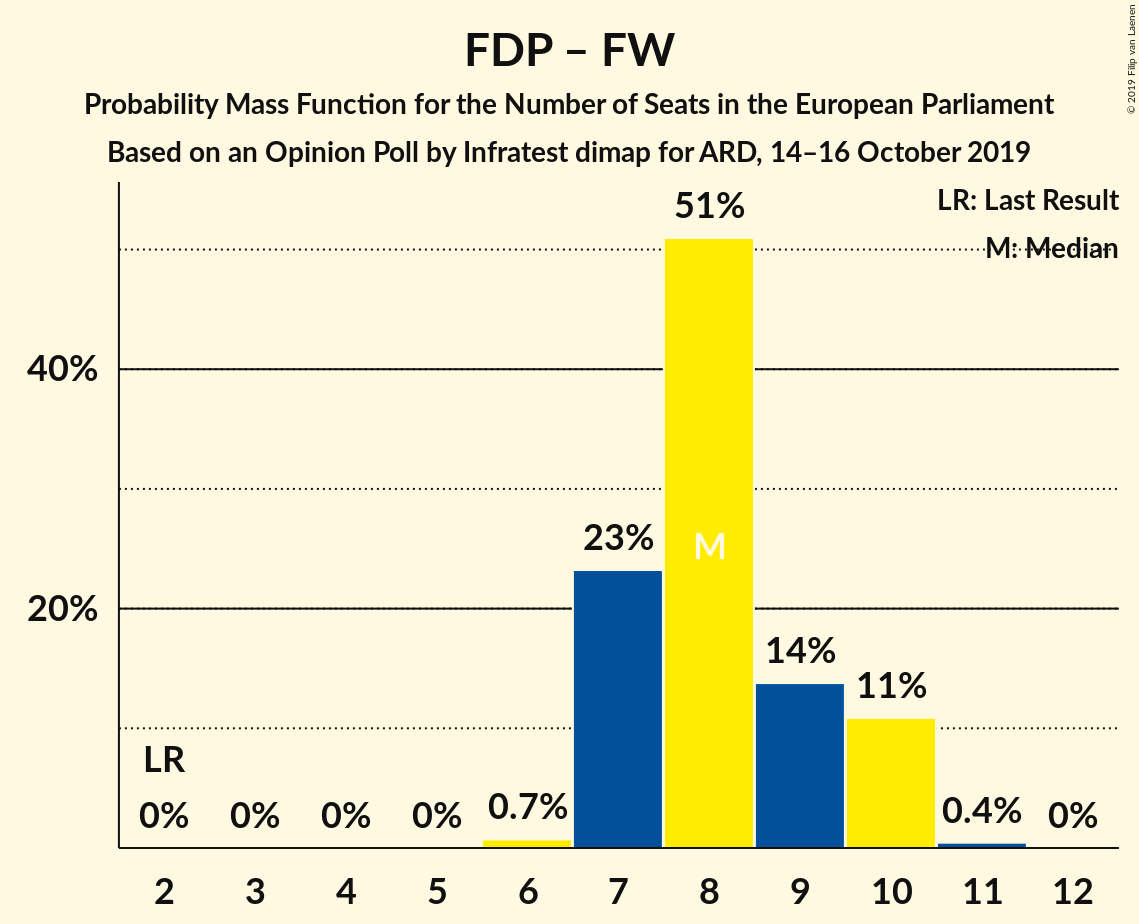 FDP – FW
Probability Mass Function for the Number of Seats in the European Parliament
Based on an Opinion Poll by Infratest dimap for ARD, 14–16 October 2019
© 2019 Filip van Laenen
LR: Last Result
M: Median
51%
40%
23%
M
20%
14%
11%
LR
0%
0%
0%
0%
0.7%
0.4%
0%
2 3 4 5 6 7 8 9 10 11 12